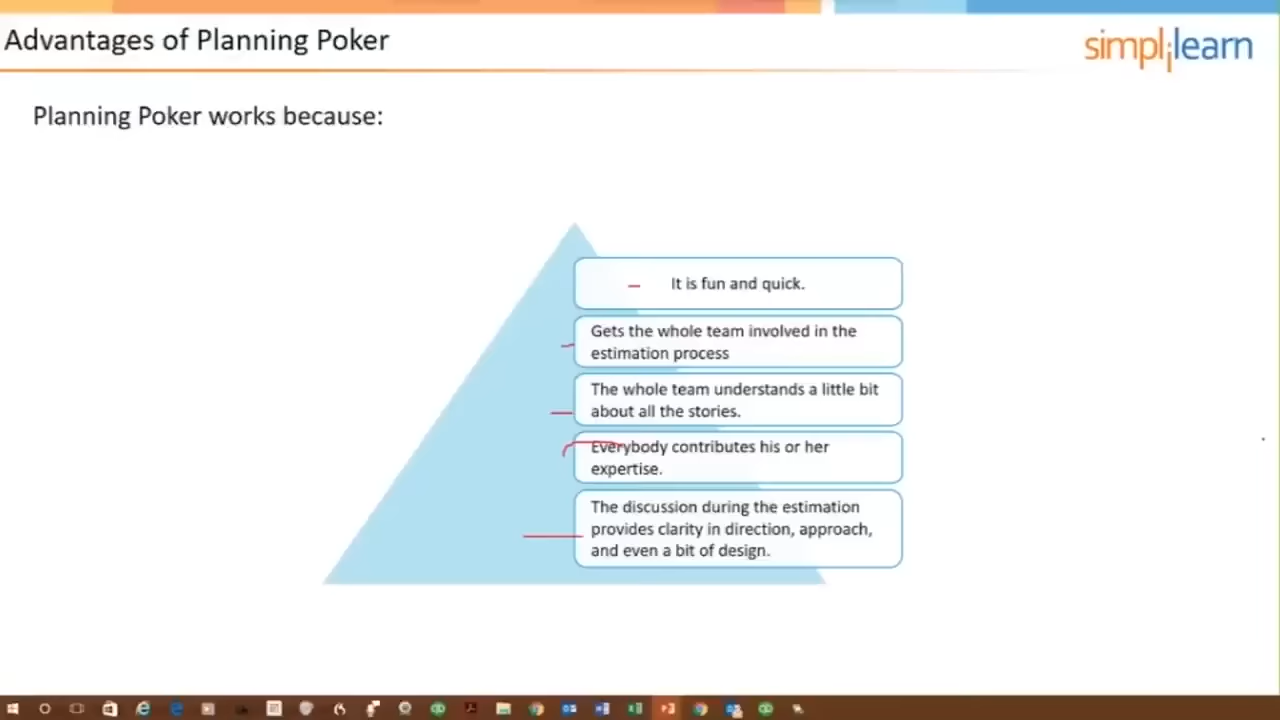 Advantages of Planning Poker
simplilearn
Planning Poker works because:
It is fun and quick.
Gets the whole team involved in the
estimation process
The whole team understands a little bit
about all the stories.
Everybody contributes his or her
expertise.
The discussion during the estimation
provides clarity in direction, approach,
and even a bit of design.